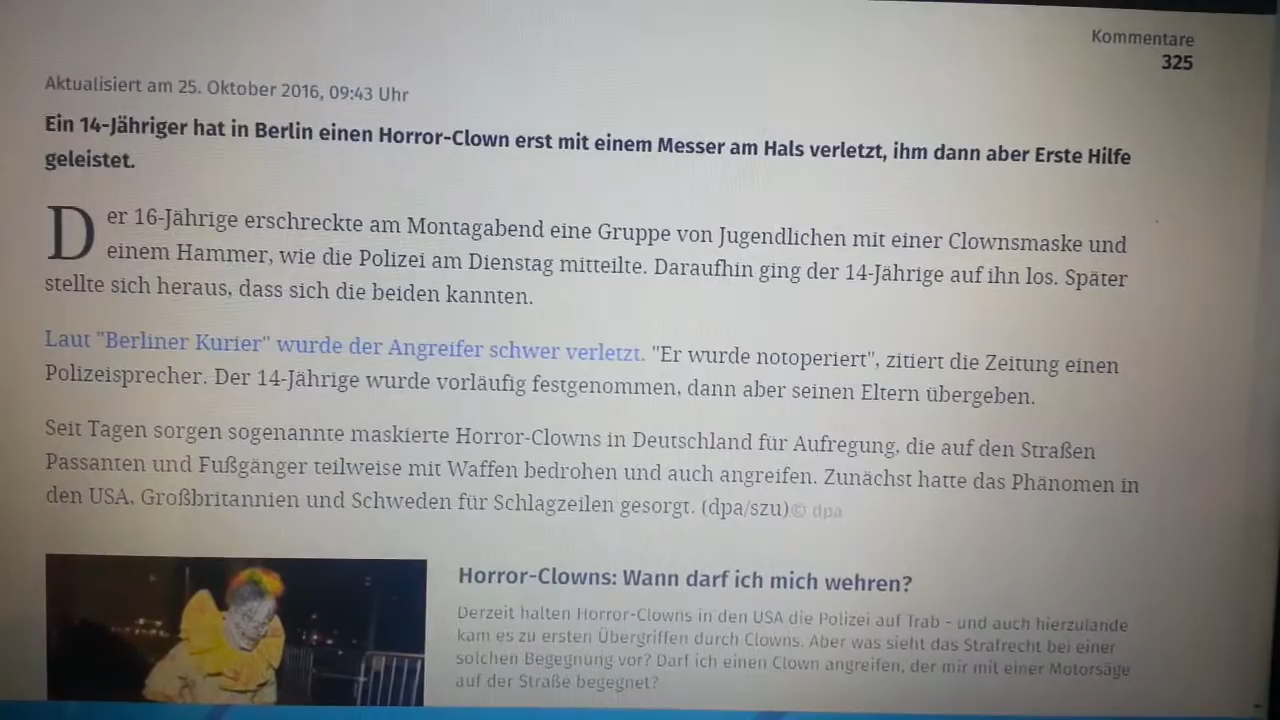 Kommentare
325
Aktualisiert am 25. Oktober 2016, 09:43 Uhr
Ein 14-Jähriger hat in Berlin einen Horror-Clown erst mit einem Messer am Hals verletzt, ihm dann aber Erste Hilfe
geleistet.
Der 16-Jährige erschreckte am Montagabend eine Gruppe von Jugendlichen mit einer Clownsmaske und
einem Hammer, wie die Polizei am Dienstag mitteilte. Daraufhin ging der 14-Jährige auf ihn los. Später
stellte sich heraus, dass sich die beiden kannten.
Laut "Berliner Kurier" wurde der Angreifer schwer verletzt. "Er wurde notoperiert", zitiert die Zeitung einen
Polizeisprecher. Der 14-Jährige wurde vorläufig festgenommen, dann aber seinen Eltern übergeben.
Seit Tagen sorgen sogenannte maskierte Horror-Clowns in Deutschland für Aufregung, die auf den Straßen
Passanten und Fußgänger teilweise mit Waffen bedrohen und auch angreifen. Zunächst hatte das Phänomen in
den USA, Großbritannien und Schweden für Schlagzeilen gesorgt. (dpa/szu)© dpa
Horror-Clowns: Wann darf ich mich wehren?
Derzeit halten Horror-Clowns in den USA die Polizei auf Trab - und auch hierzulande
kam es zu ersten Übergriffen durch Clowns. Aber was sieht das Strafrecht bei einer
solchen Begegnung vor? Darf ich einen Clown angreifen, der mir mit einer Motorsäge
auf der Straße begegnet?